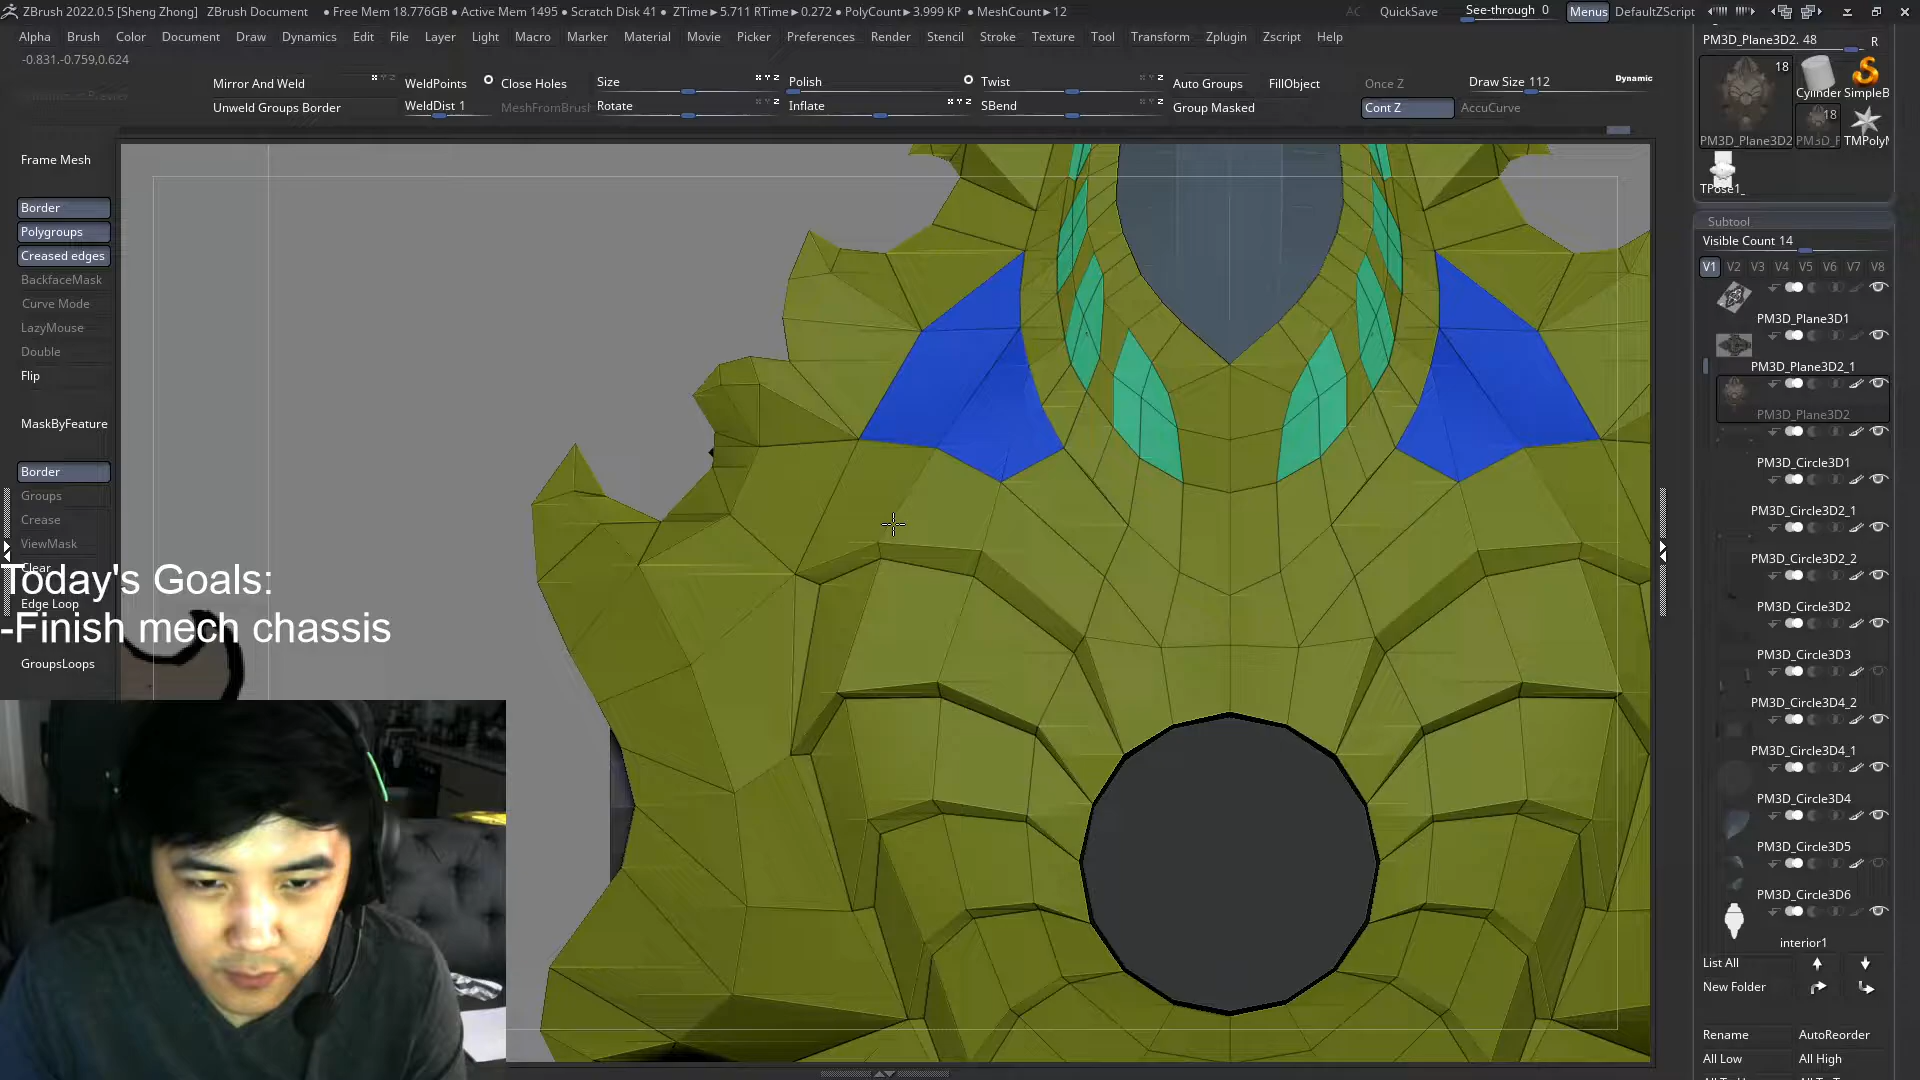 ZBrush 2022.0.5 [Sheng Zhong] ZBrush Document • Free Mem 18.776GB • Active Mem 1495 • Scratch Disk 41 • ZTime▸5.711 RTime▸0.272 • PolyCount▸3.999 KP • MeshCount▸12
AC QuickSave See-through 0 Menus DefaultZScript
Alpha Brush Color Document Draw Dynamics Edit File Layer Light Macro Marker Material Movie Picker Preferences Render Stencil Stroke Texture Tool Transform Zplugin Zscript Help
-0.831,-0.759,0.624
Mirror And Weld WeldPoints Close Holes Size Polish Twist Auto Groups FillObject Once Z Draw Size 112 Dynamic
Unweld Groups Border WeldDist 1 MeshFromBrush Rotate Inflate SBend Group Masked Cont Z AccuCurve
Frame Mesh
Border
Polygroups
Creased edges
BackfaceMask
Curve Mode
LazyMouse
Double
Flip
MaskByFeature
Border
Groups
Crease
ViewMask
Clear
Today's Goals:
Edge Loop
-Finish mech chassis
GroupsLoops
PM3D_Plane3D2. 48 R
18
Cylinder SimpleB
18
PM3D_Plane3D2 PM3D_F TMPolyM
TPose1_
Subtool
Visible Count 14
V1 V2 V3 V4 V5 V6 V7 V8
PM3D_Plane3D1
PM3D_Plane3D2_1
PM3D_Plane3D2
PM3D_Circle3D1
PM3D_Circle3D2_1
PM3D_Circle3D2_2
PM3D_Circle3D2
PM3D_Circle3D3
PM3D_Circle3D4_2
PM3D_Circle3D4_1
PM3D_Circle3D4
PM3D_Circle3D5
PM3D_Circle3D6
interior1
List All
New Folder
Rename AutoReorder
All Low All High